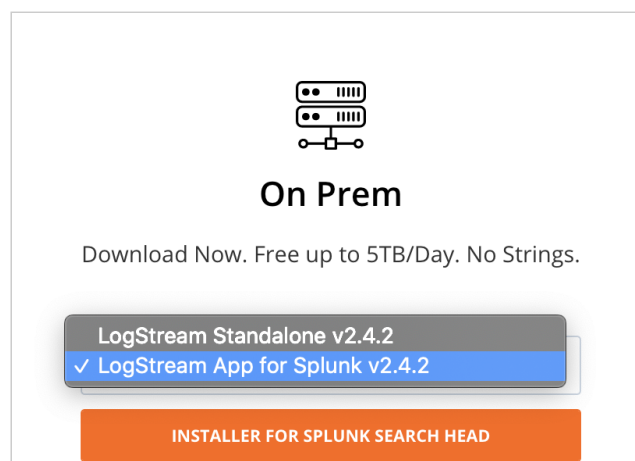 On Prem
Download Now. Free up to 5TB/Day. No Strings.
LogStream Standalone v2.4.2
✓ LogStream App for Splunk v2.4.2
INSTALLER FOR SPLUNK SEARCH HEAD